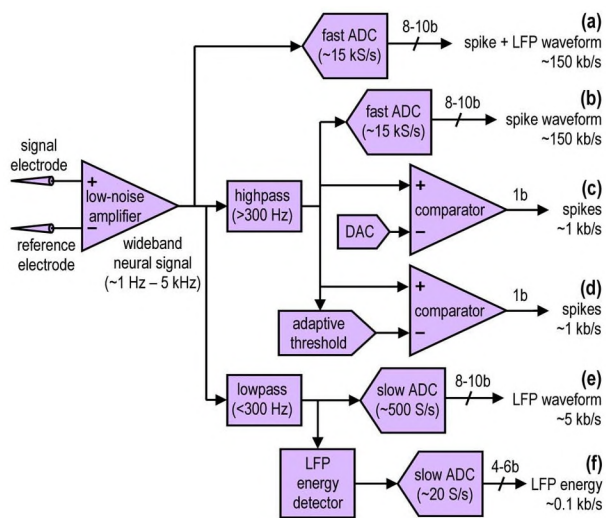 (a)
fast ADC
(~15 kS/s)
8-10b
spike + LFP waveform
~150 kb/s
(b)
fast ADC
(~15 kS/s)
8-10b
spike waveform
~150 kb/s
signal
electrode
+
low-noise
amplifier
−
reference
electrode
wideband
neural signal
(~1 Hz – 5 kHz)
highpass
(>300 Hz)
(c)
+
comparator
−
DAC
1b
spikes
~1 kb/s
(d)
+
comparator
−
adaptive
threshold
1b
spikes
~1 kb/s
(e)
lowpass
(<300 Hz)
slow ADC
(~500 S/s)
8-10b
LFP waveform
~5 kb/s
(f)
LFP
energy
detector
slow ADC
(~20 S/s)
4-6b
LFP energy
~0.1 kb/s